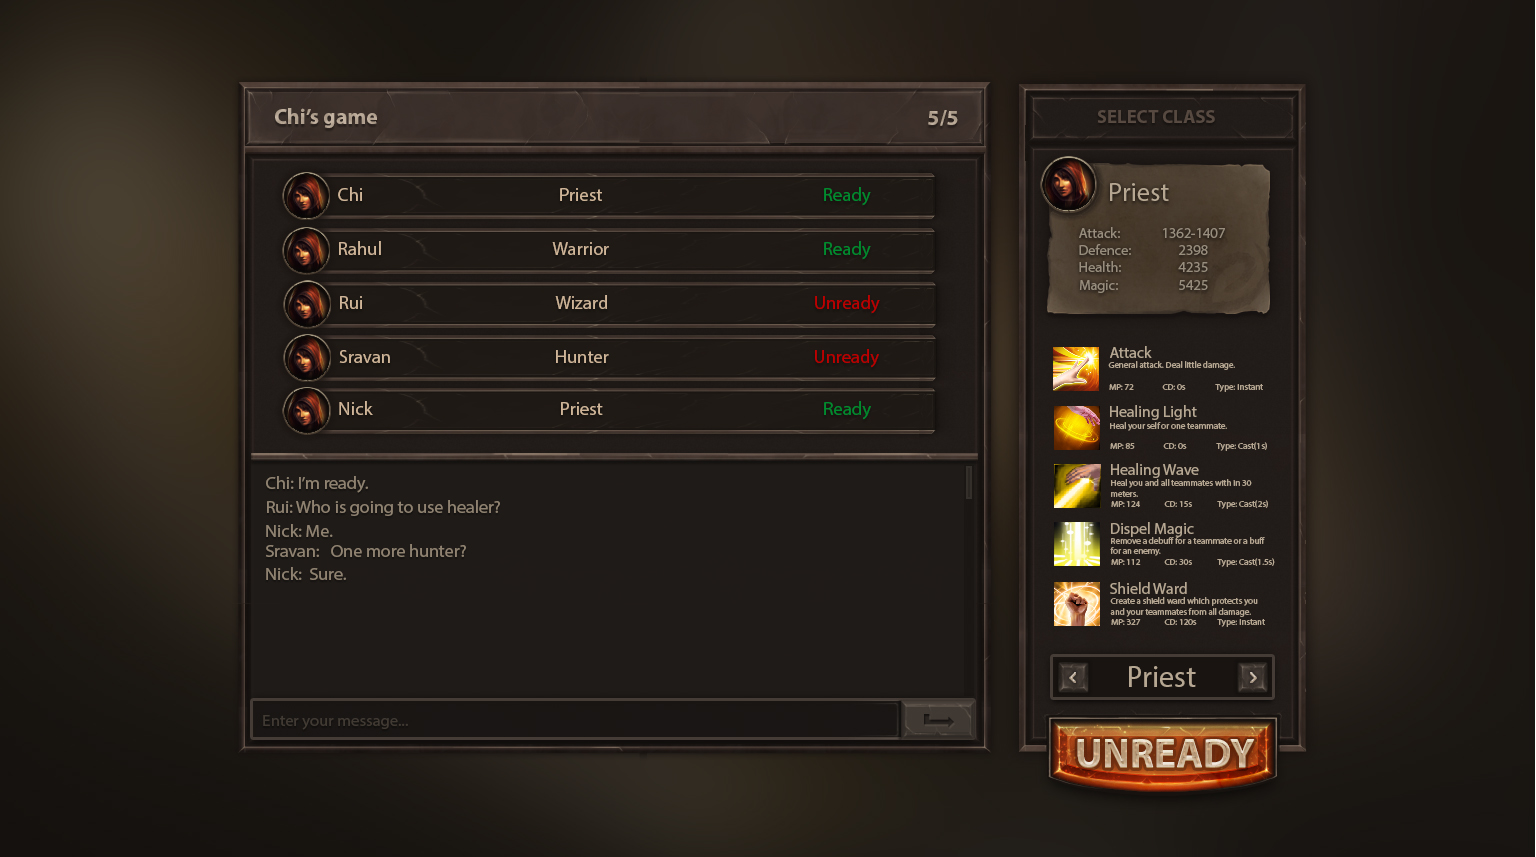 Chi's game 5/5
Chi Priest Ready
Rahul Warrior Ready
Rui Wizard Unready
Sravan Hunter Unready
Nick Priest Ready
Chi: I'm ready.
Rui: Who is going to use healer?
Nick: Me.
Sravan: One more hunter?
Nick: Sure.
Enter your message...
SELECT CLASS
Priest
Attack: 1362-1407
Defence: 2398
Health: 4235
Magic: 5425
Attack
General attack. Deal little damage.
MP: 72 CD: 0s Type: Instant
Healing Light
Heal your self or one teammate.
MP: 85 CD: 0s Type: Cast(1s)
Healing Wave
Heal you and all teammates with in 30
meters.
MP: 124 CD: 15s Type: Cast(2s)
Dispel Magic
Remove a debuff for a teammate or a buff
for an enemy.
MP: 112 CD: 30s Type: Cast(1.5s)
Shield Ward
Create a shield ward which protects you
and your teammates from all damage.
MP: 327 CD: 120s Type: Instant
Priest
UNREADY